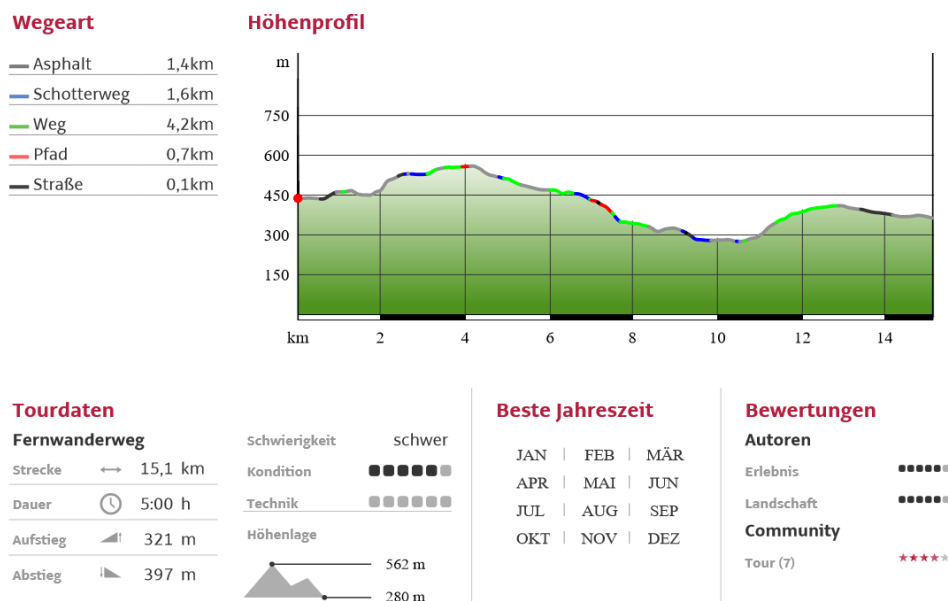 Wegeart
Asphalt 1,4km
Schotterweg 1,6km
Weg 4,2km
Pfad 0,7km
Straße 0,1km
Höhenprofil
m
750
600
450
300
150
km 2 4 6 8 10 12 14
Tourdaten
Fernwanderweg
Strecke 15,1 km
Dauer 5:00 h
Aufstieg 321 m
Abstieg 397 m
Schwierigkeit schwer
Kondition
Technik
Höhenlage
562 m
280 m
Beste Jahreszeit
JAN | FEB | MÄR
APR | MAI | JUN
JUL | AUG | SEP
OKT | NOV | DEZ
Bewertungen
Autoren
Erlebnis
Landschaft
Community
Tour (7)